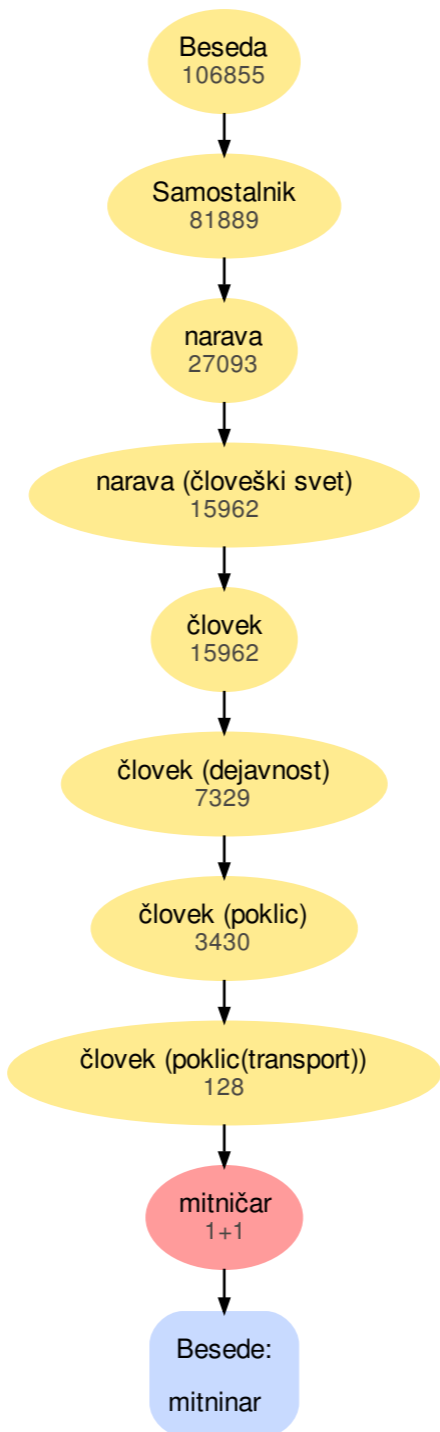 Beseda
106855
Samostalnik
81889
narava
27093
narava (človeški svet)
15962
človek
15962
človek (dejavnost)
7329
človek (poklic)
3430
človek (poklic(transport))
128
mitničar
1+1
Besede:
mitninar